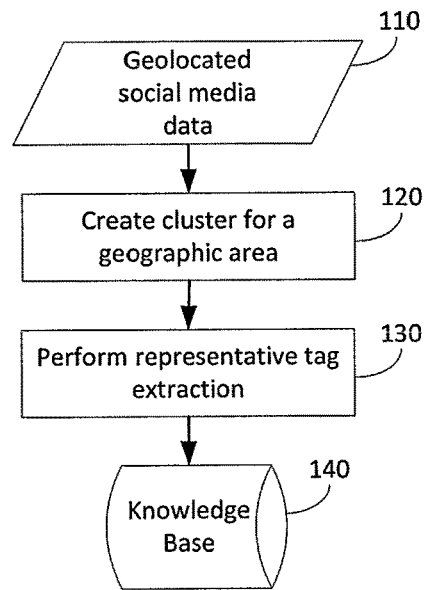 110
Geolocated
social media
data
120
Create cluster for a
geographic area
130
Perform representative tag
extraction
140
Knowledge
Base